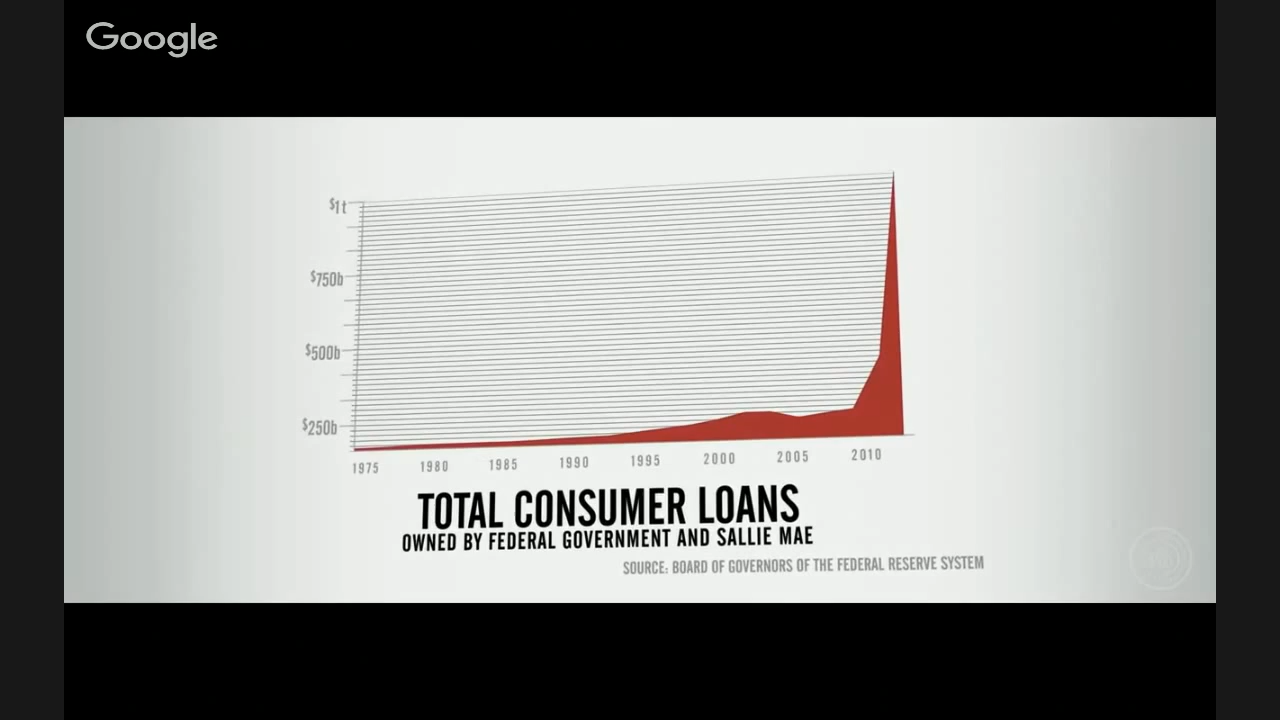 Google
$1t
$750b
$500b
$250b
1975 1980 1985 1990 1995 2000 2005 2010
TOTAL CONSUMER LOANS
OWNED BY FEDERAL GOVERNMENT AND SALLIE MAE
SOURCE: BOARD OF GOVERNORS OF THE FEDERAL RESERVE SYSTEM